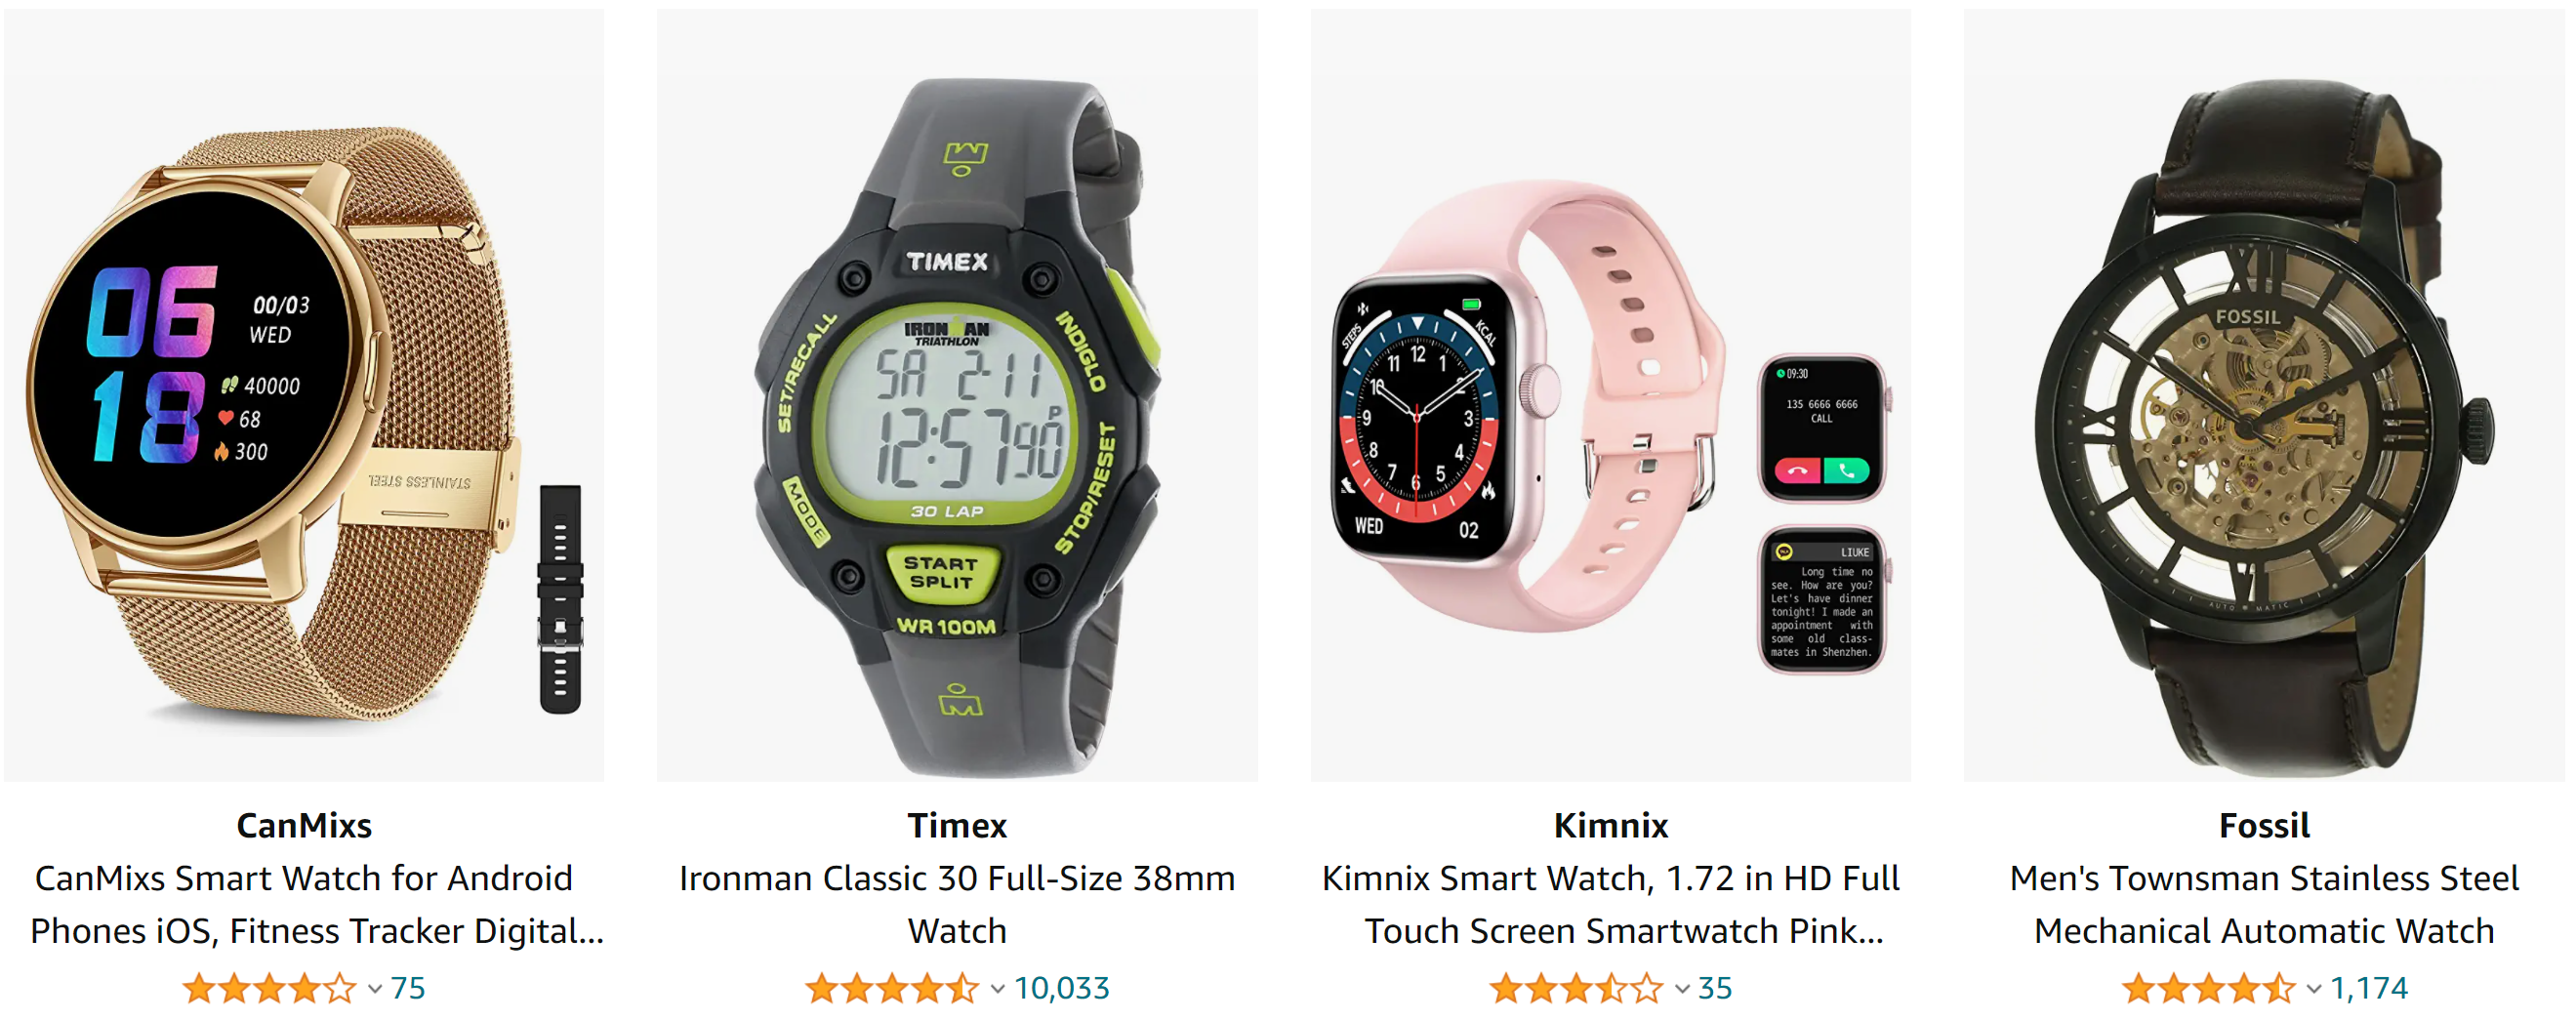 06
00/03
WED
18
40000
68
300
STAINLESS STEEL
TIMEX
IRONMAN
TRIATHLON
SET/RECALL
INDIGLO
SA 2-11
P
12:57 90
MODE
STOP/RESET
30 LAP
START
SPLIT
WR 100M
STEPS
KCAL
12
11
1
10
9
3
8
4
7
5
6
WED
02
09:30
135 6666 6666
CALL
LIUKE
Long time no
see. How are you?
Let's have dinner
tonight! I made an
appointment with
some old class-
mates in Shenzhen.
FOSSIL
XII
IX
III
VI
AUTOMATIC
CanMixs
CanMixs Smart Watch for Android
Phones iOS, Fitness Tracker Digital...
75
Timex
Ironman Classic 30 Full-Size 38mm
Watch
10,033
Kimnix
Kimnix Smart Watch, 1.72 in HD Full
Touch Screen Smartwatch Pink...
35
Fossil
Men's Townsman Stainless Steel
Mechanical Automatic Watch
1,174